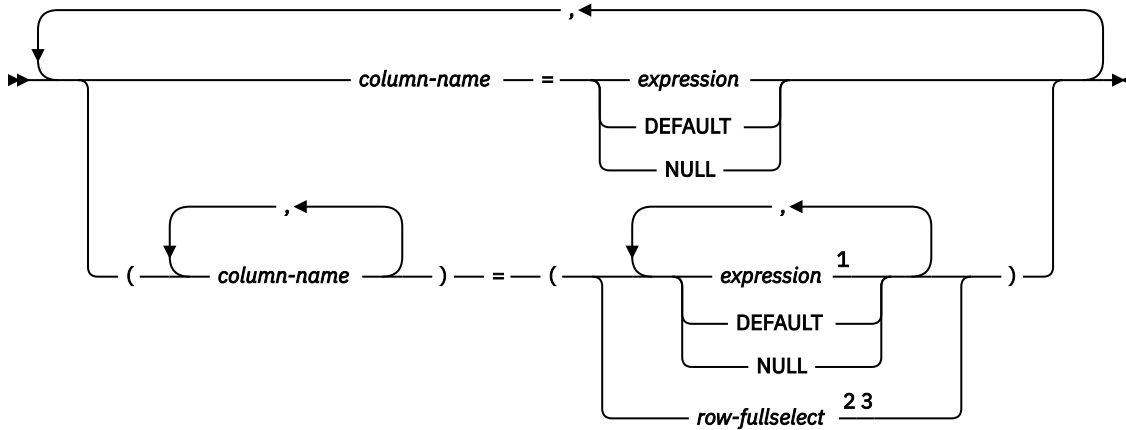 ,
column-name = expression
DEFAULT
NULL
, ,
( column-name ) = ( expression 1 )
DEFAULT
NULL
row-fullselect 2 3